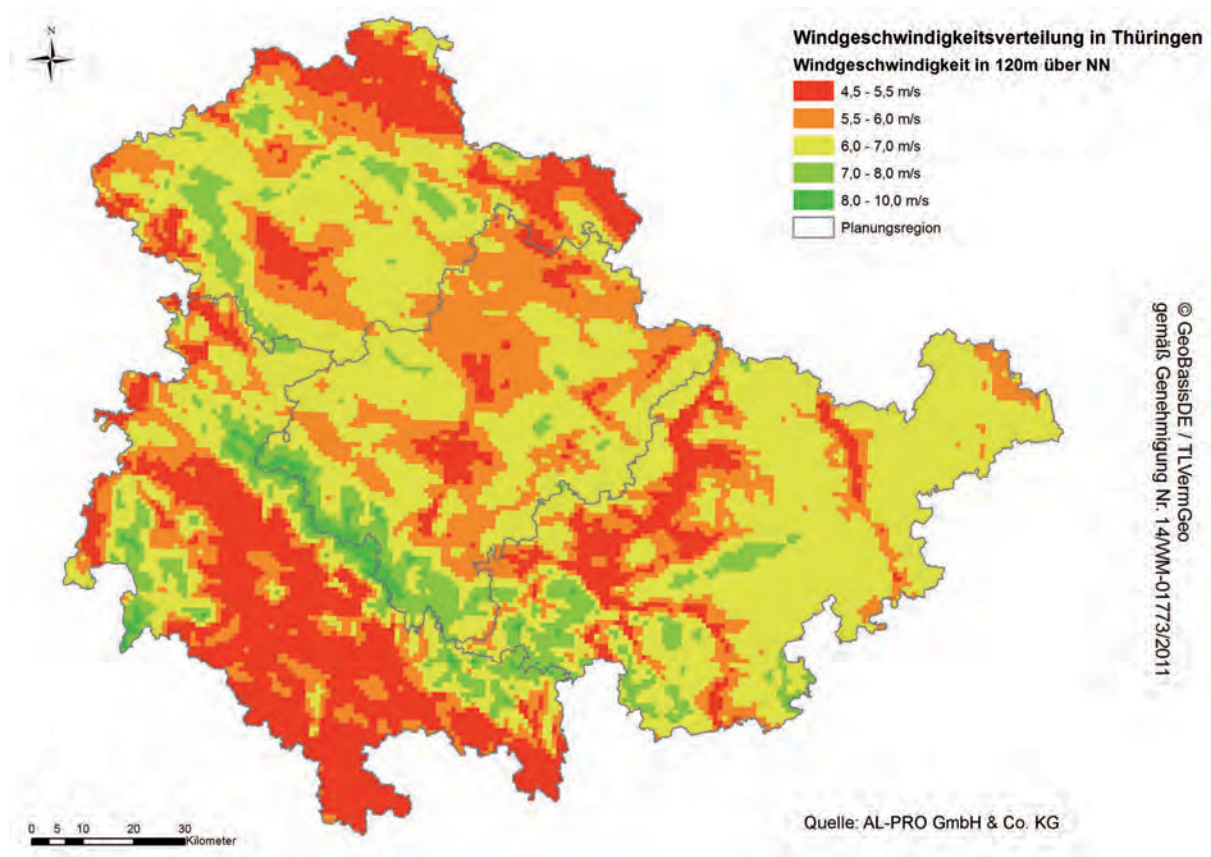 N
Windgeschwindigkeitsverteilung in Thüringen
Windgeschwindigkeit in 120m über NN
4,5 - 5,5 m/s
5,5 - 6,0 m/s
6,0 - 7,0 m/s
7,0 - 8,0 m/s
8,0 - 10,0 m/s
Planungsregion
© GeoBasisDE / TLVermGeo
gemäß Genehmigung Nr. 14/WM-01773/2011
0 5 10 20 30
Kilometer
Quelle: AL-PRO GmbH & Co. KG